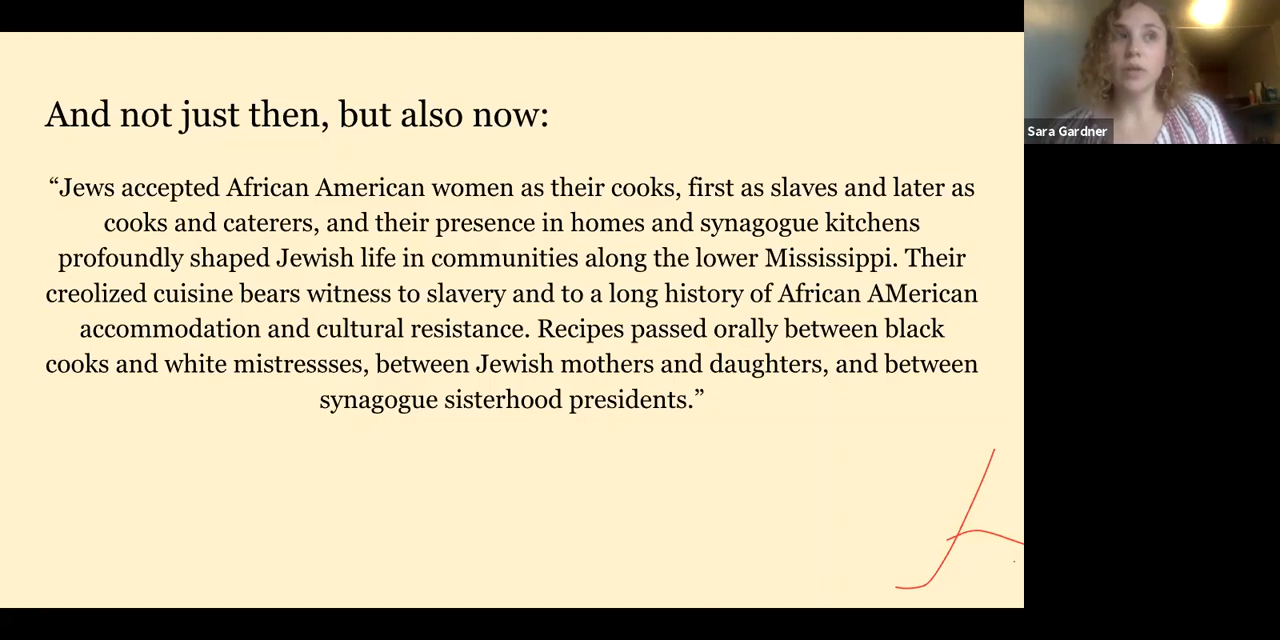 And not just then, but also now:
“Jews accepted African American women as their cooks, first as slaves and later as
cooks and caterers, and their presence in homes and synagogue kitchens
profoundly shaped Jewish life in communities along the lower Mississippi. Their
creolized cuisine bears witness to slavery and to a long history of African AMerican
accommodation and cultural resistance. Recipes passed orally between black
cooks and white mistressses, between Jewish mothers and daughters, and between
synagogue sisterhood presidents.”
Sara Gardner